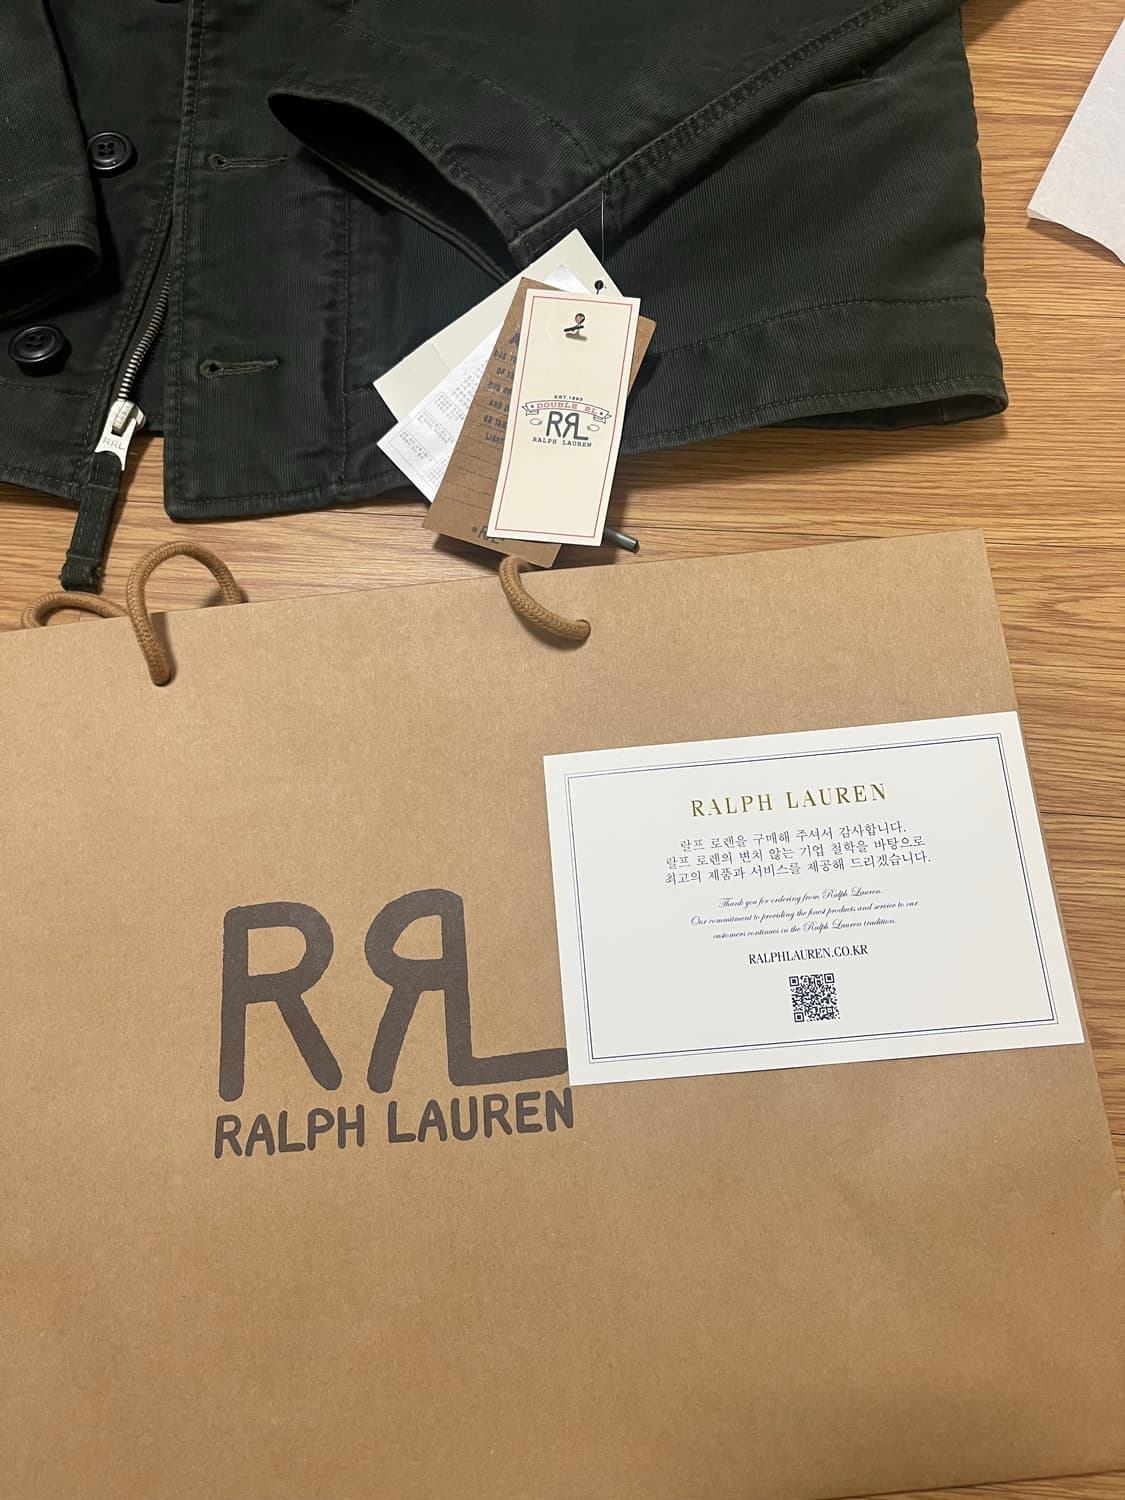 RRL
EST.1993
DOUBLE RL
RRL
RALPH LAUREN
RRL
RALPH LAUREN
RALPH LAUREN
랄프 로렌을 구매해 주셔서 감사합니다.
랄프 로렌의 변치 않는 기업 철학을 바탕으로
최고의 제품과 서비스를 제공해 드리겠습니다.
Thank you for ordering from Ralph Lauren.
Our commitment to providing the finest products and service to our
customers continues in the Ralph Lauren tradition.
RALPHLAUREN.CO.KR